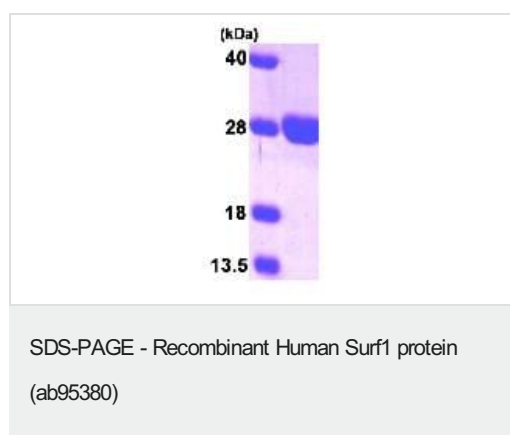 (kDa)
40
28
18
13.5
SDS-PAGE - Recombinant Human Surf1 protein
(ab95380)